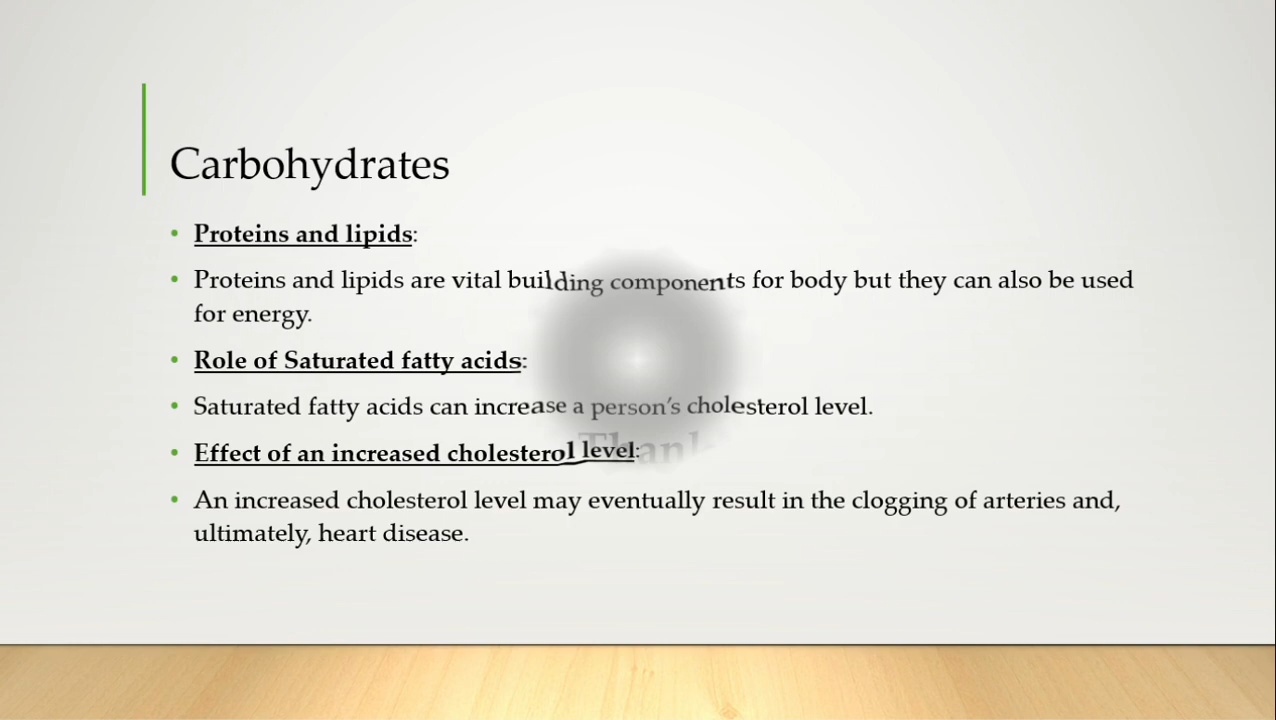 Carbohydrates
• Proteins and lipids:
• Proteins and lipids are vital building components for body but they can also be used
for energy.
• Role of Saturated fatty acids:
• Saturated fatty acids can increase a person's cholesterol level.
• Effect of an increased cholesterol level:
• An increased cholesterol level may eventually result in the clogging of arteries and,
ultimately, heart disease.